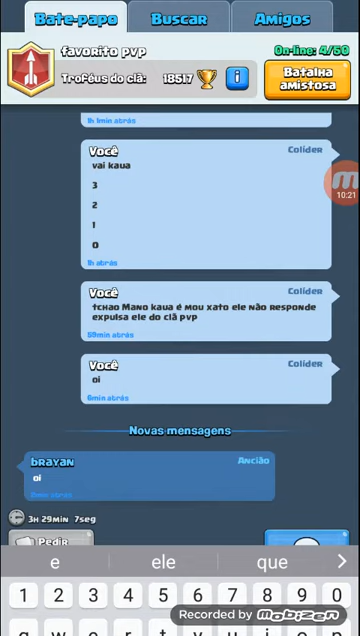 Bate-papo
Buscar
Amigos
favorito pvp
On-line: 4/50
Troféus do clã: 18517
i
Batalha
amistosa
1h 1min atrás
Você
Colíder
vai kaua
3
2
1
0
1h atrás
10:21
Você
Colíder
tchao Mano kaua é mou xato ele não responde
expulsa ele do clã pvp
59min atrás
Você
Colíder
oi
6min atrás
Novas mensagens
brayan
Ancião
oi
3h 29min 7seg
Pedir
e ele que
1 2 3 4 5 6 7 8 9 0
Recorded by mobizen